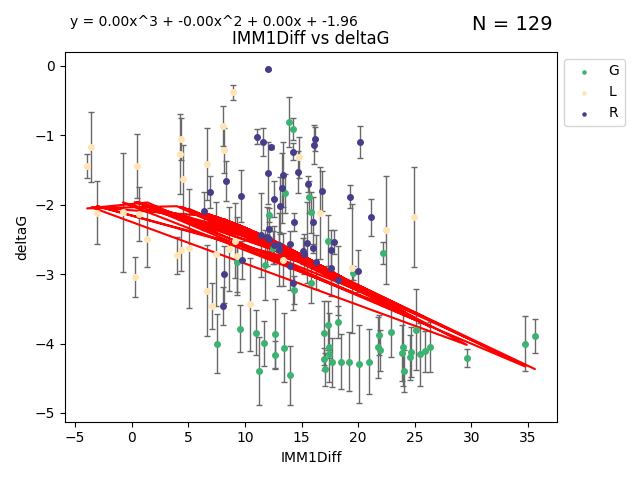 y = 0.00x^3 + -0.00x^2 + 0.00x + -1.96
N = 129
IMM1Diff vs deltaG
G
L
R
deltaG
0
−1
−2
−3
−4
−5
−5 0 5 10 15 20 25 30 35
IMM1Diff